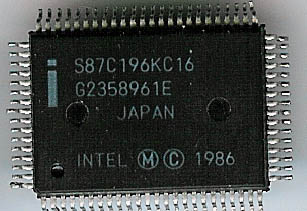 i S87C196KC16
G2358961E
JAPAN
INTEL Ⓜ © 1986